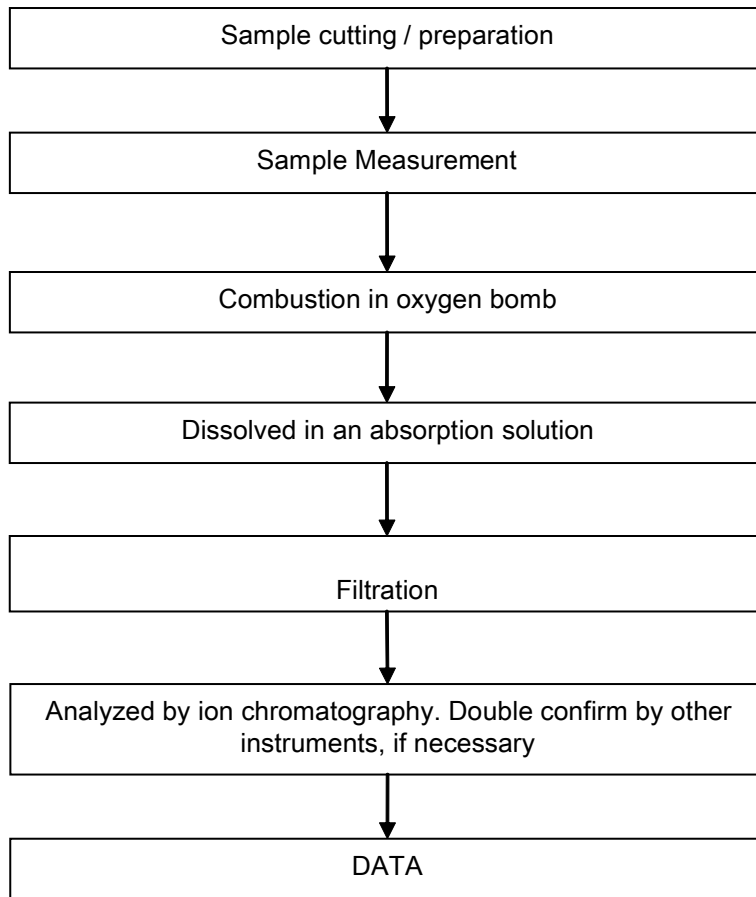 Sample cutting / preparation
Sample Measurement
Combustion in oxygen bomb
Dissolved in an absorption solution
Filtration
Analyzed by ion chromatography. Double confirm by other
instruments, if necessary
DATA